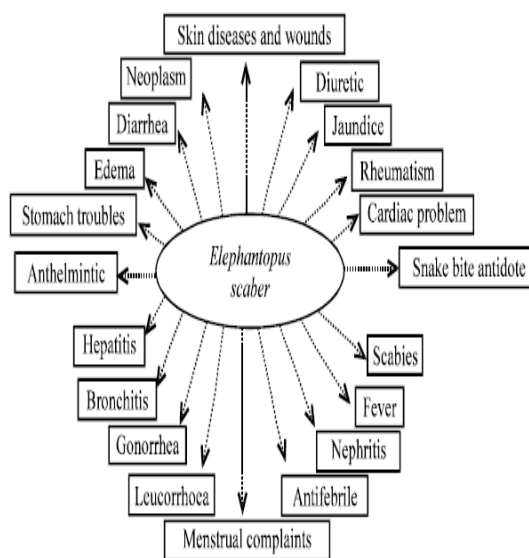 Skin diseases and wounds
Neoplasm
Diuretic
Diarrhea
Jaundice
Edema
Rheumatism
Stomach troubles
Cardiac problem
Elephantopus
scaber
Anthelmintic
Snake bite antidote
Hepatitis
Scabies
Bronchitis
Fever
Gonorrhea
Nephritis
Leucorrhoca
Antifebrile
Menstrual complaints